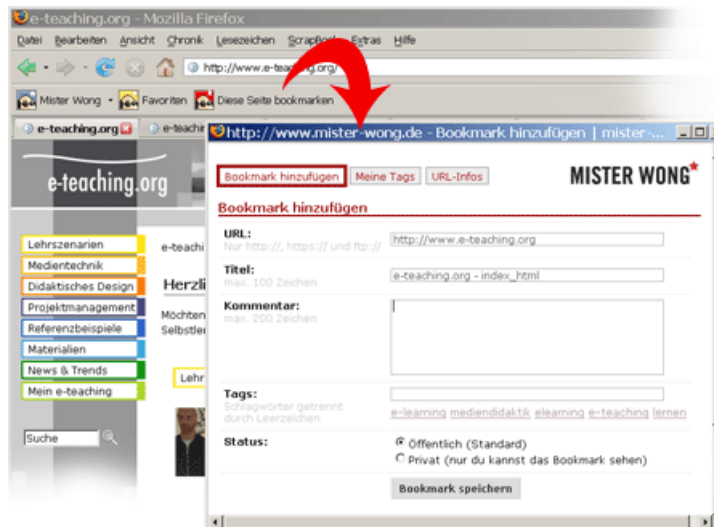 e-teaching.org - Mozilla Firefox
Datei Bearbeiten Ansicht Chronik Lesezeichen ScrapBook Extras Hilfe
http://www.e-teaching.org/
Mister Wong Favoriten Diese Seite bookmarken
e-teaching.org
http://www.mister-wong.de - Bookmark hinzufügen | mister-...
e-teaching.org
Bookmark hinzufügen Meine Tags URL-Infos MISTER WONG*
Bookmark hinzufügen
URL:
Nur http://, https:// und ftp://
http://www.e-teaching.org
Titel:
max. 100 Zeichen
e-teaching.org - index_html
Kommentar:
max. 200 Zeichen
Tags:
Schlagwörter getrennt
durch Leerzeichen
e-learning mediendidaktik elearning e-teaching lernen
Status:
Öffentlich (Standard)
Privat (nur du kannst das Bookmark sehen)
Bookmark speichern
Lehrszenarien
Medientechnik
Didaktisches Design
Projektmanagement
Referenzbeispiele
Materialien
News & Trends
Mein e-teaching
Suche
e-teachi
Herzli
Möchten
Selbstle
Lehr